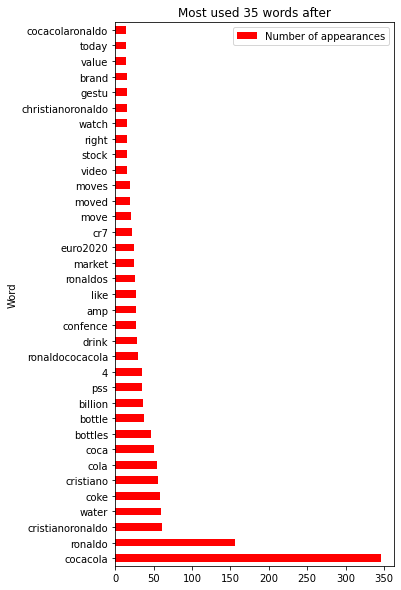 Most used 35 words after
Number of appearances
cocacolaronaldo
today
value
brand
gestu
christianoronaldo
watch
right
stock
video
moves
moved
move
cr7
euro2020
market
ronaldos
like
amp
confence
drink
ronaldococacola
4
pss
billion
bottle
bottles
coca
cola
cristiano
coke
water
cristianoronaldo
ronaldo
cocacola
Word
0 50 100 150 200 250 300 350